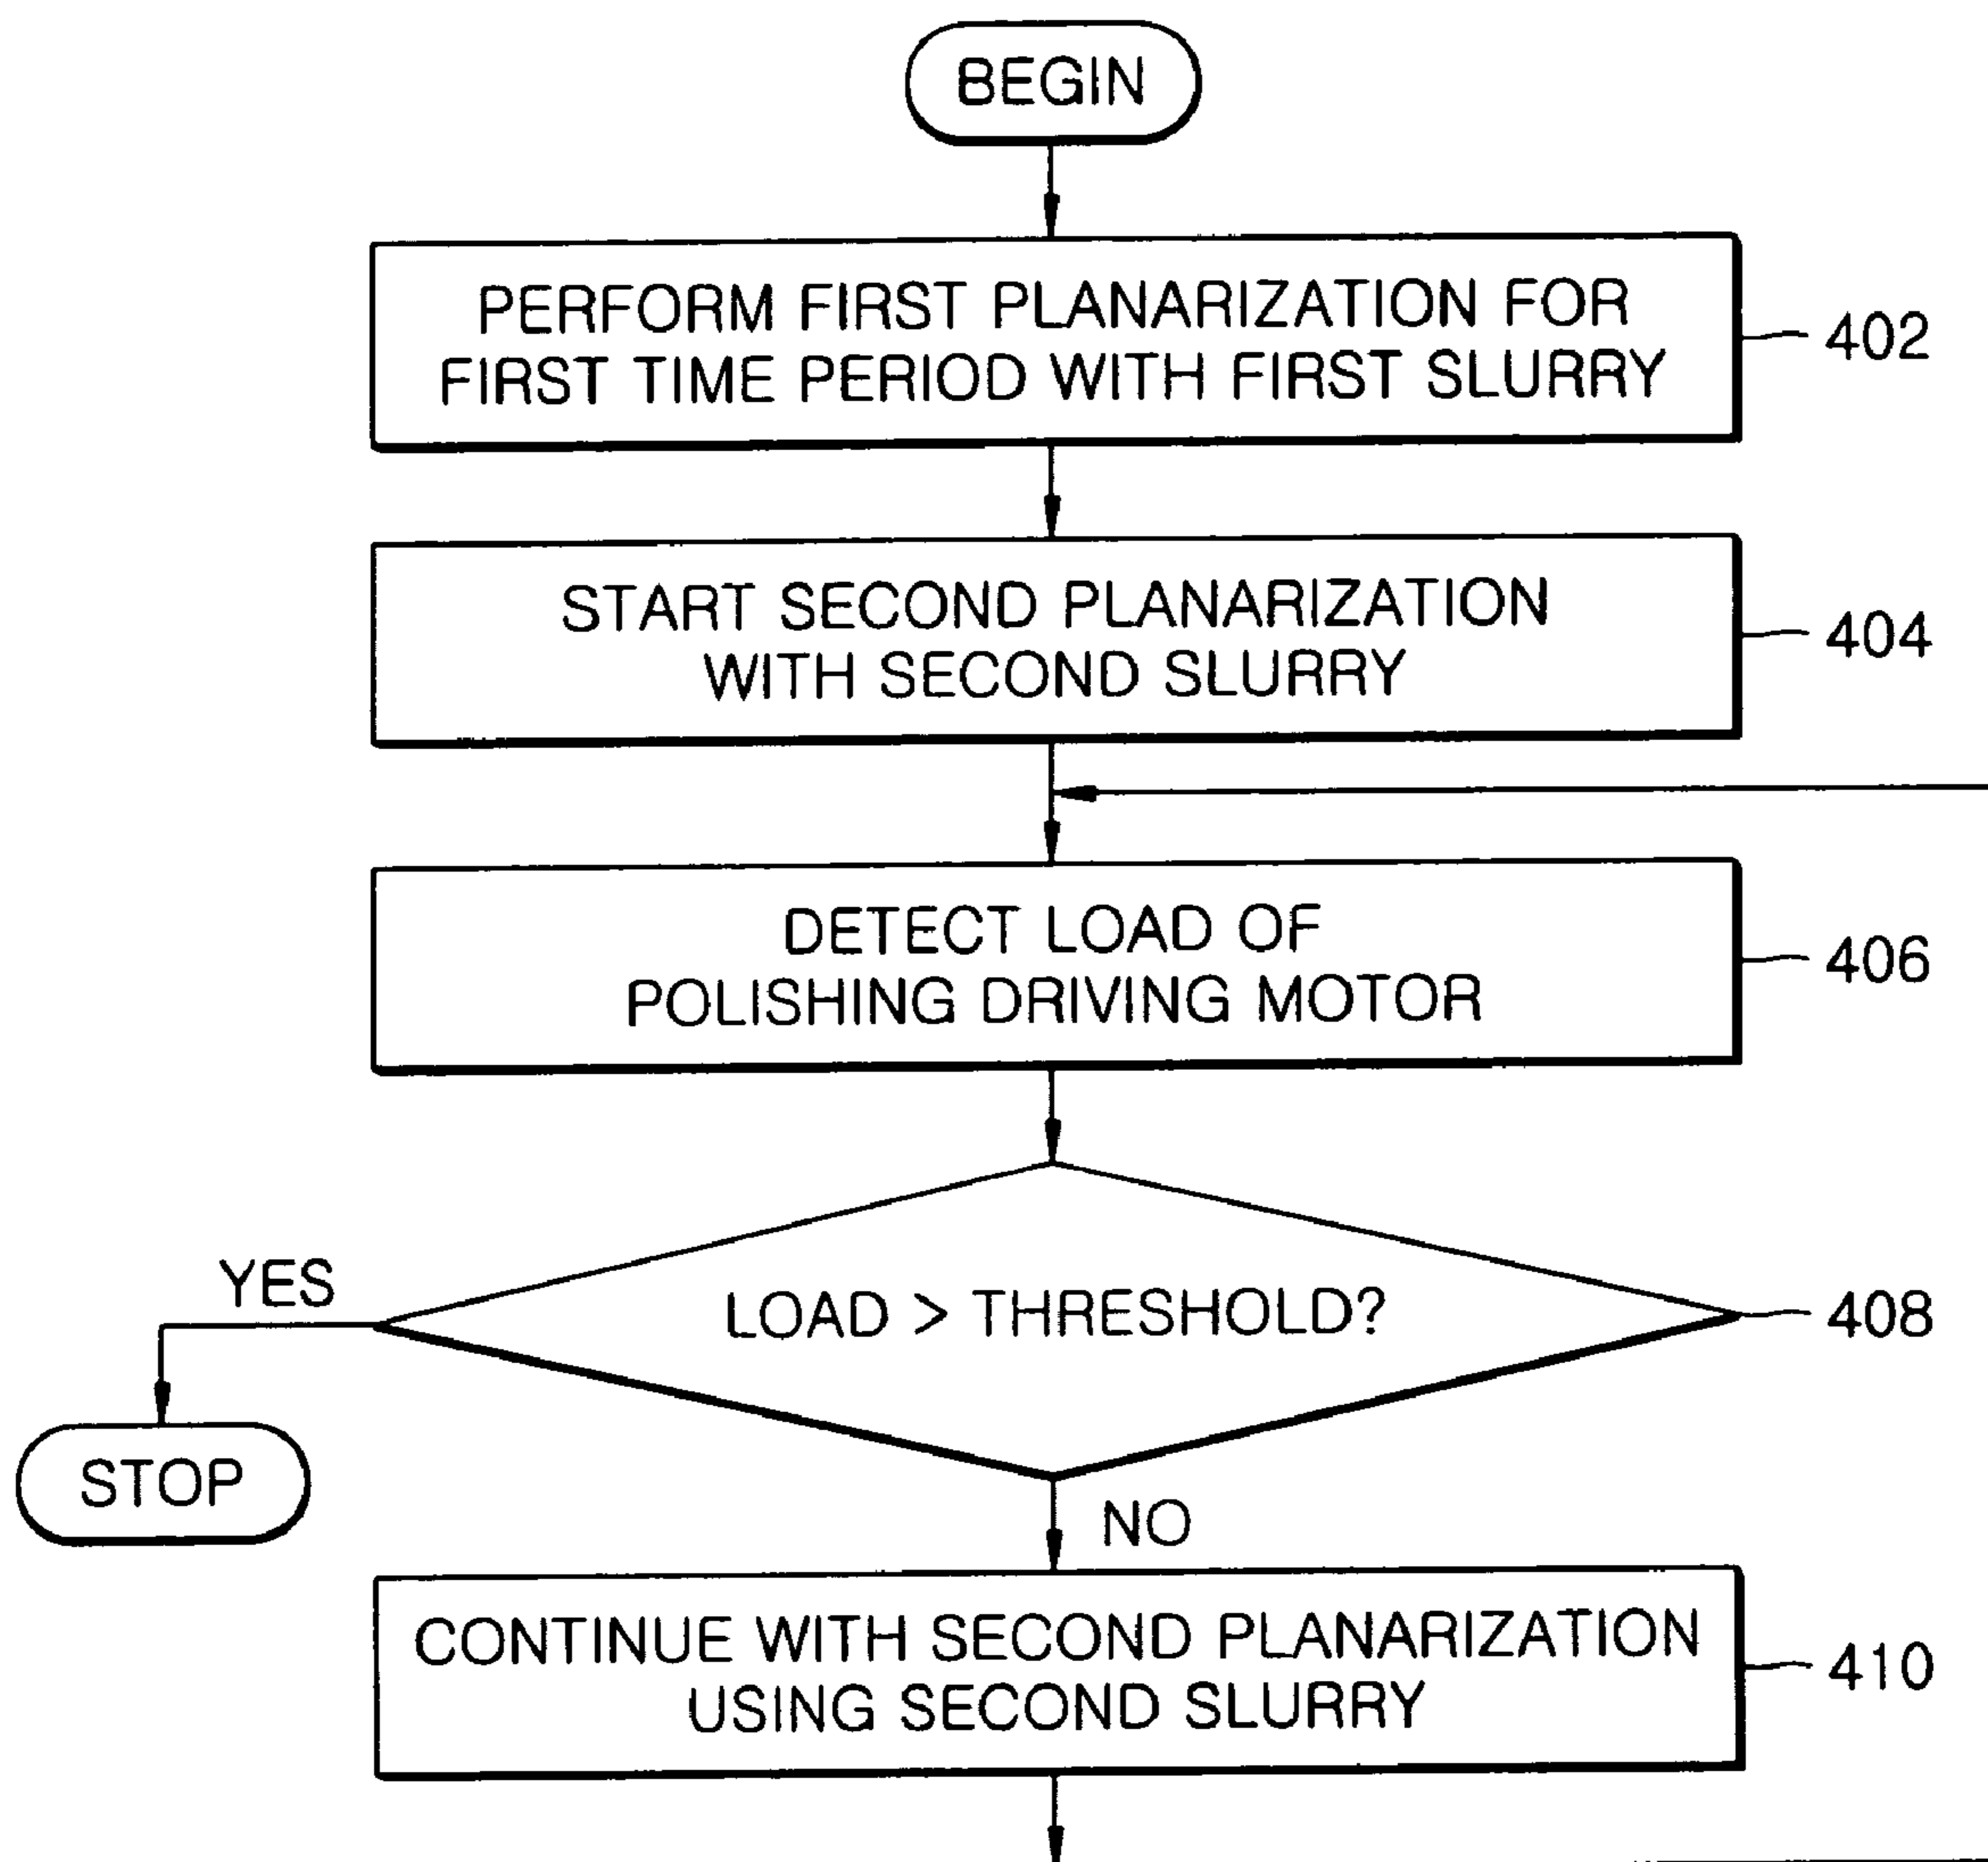 BEGIN
PERFORM FIRST PLANARIZATION FOR
FIRST TIME PERIOD WITH FIRST SLURRY
402
START SECOND PLANARIZATION
WITH SECOND SLURRY
404
DETECT LOAD OF
POLISHING DRIVING MOTOR
406
YES
LOAD > THRESHOLD?
408
STOP
NO
CONTINUE WITH SECOND PLANARIZATION
USING SECOND SLURRY
410